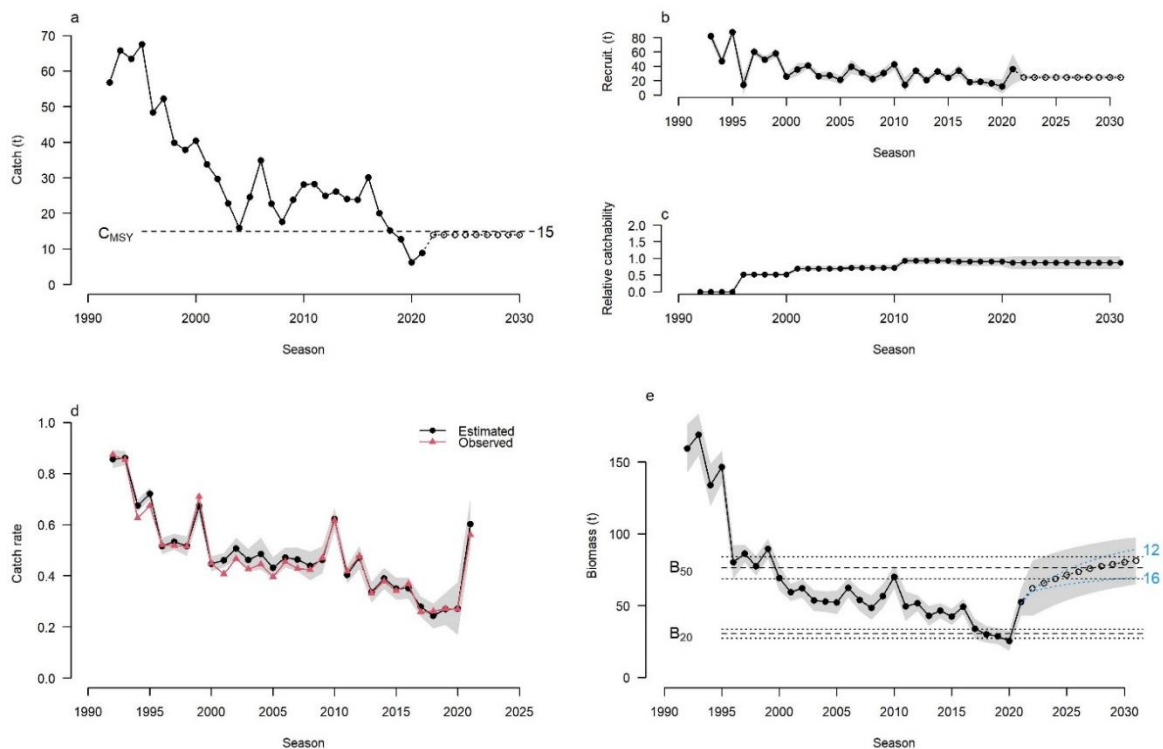 a
Catch (t)
70
60
50
40
30
20
10
0
C_MSY
15
1990 2000 2010 2020 2030
Season
b
Recruit. (t)
80
60
40
20
0
1990 1995 2000 2005 2010 2015 2020 2025 2030
Season
c
Relative catchability
2.0
1.5
1.0
0.5
0.0
1990 1995 2000 2005 2010 2015 2020 2025 2030
Season
d
Catch rate
1.0
0.8
0.6
0.4
0.2
0.0
Estimated
Observed
1990 1995 2000 2005 2010 2015 2020 2025
Season
e
Biomass (t)
150
100
50
0
B50
B20
12
16
1990 1995 2000 2005 2010 2015 2020 2025 2030
Season